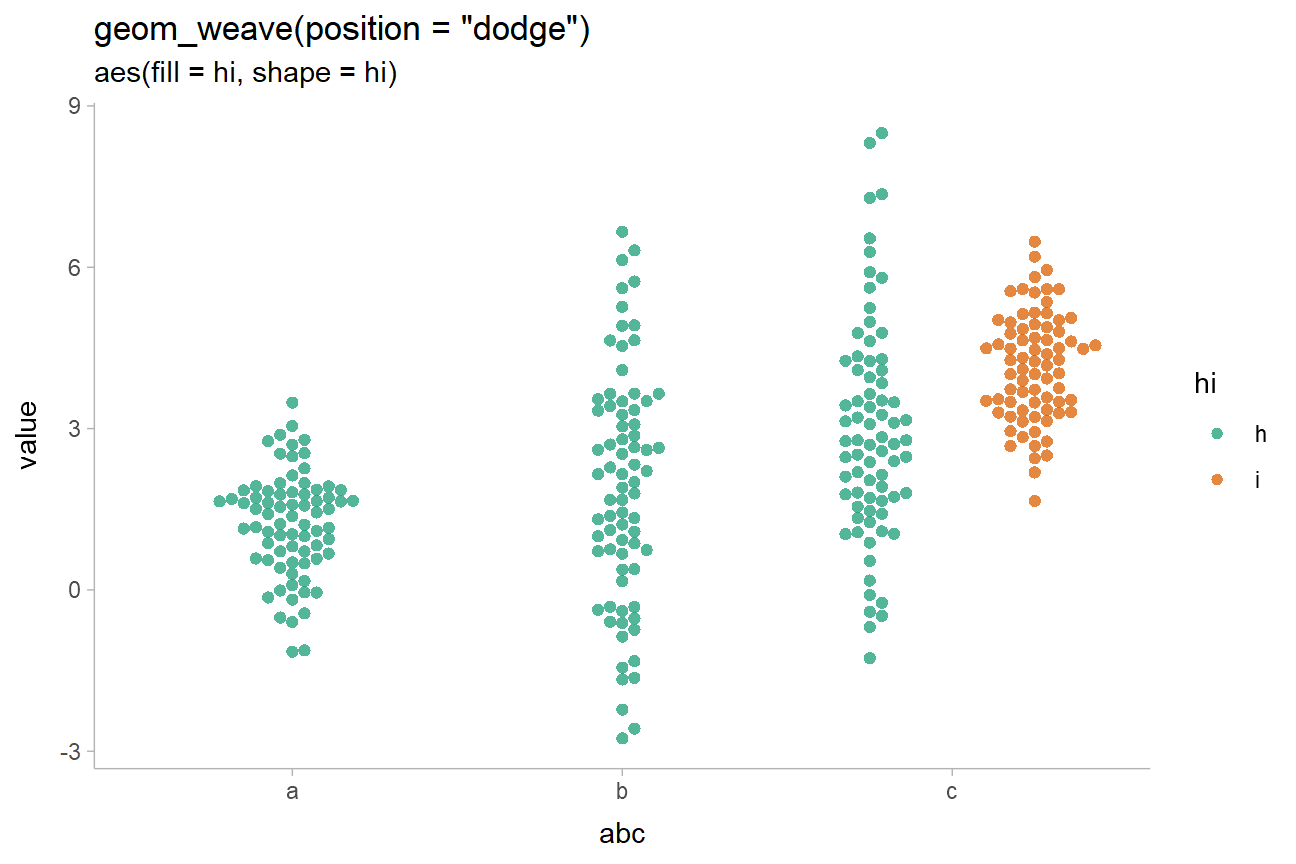 geom_weave(position = "dodge")
aes(fill = hi, shape = hi)
9
6
3
0
-3
value
a
b
c
abc
hi
h
i